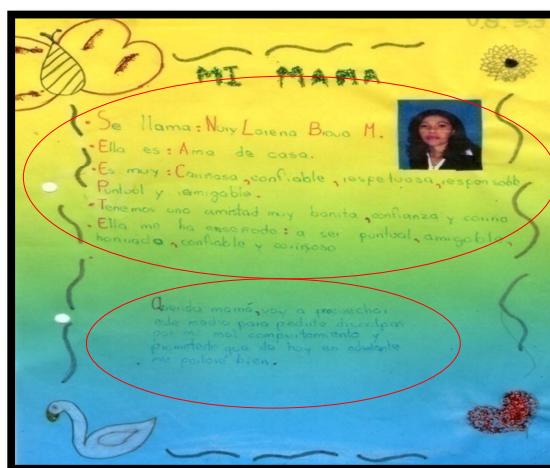 V.B. 3.3
MI MAMA
Se llama: Nury Lorena Bravo M.
Ella es: Ama de casa.
Es muy: Cariñosa, confiable, respetuosa, responsable
Puntual y amigable.
Tenemos una amistad muy bonita, confianza y cariño
Ella me ha enseñado: a ser puntual, amigable,
honrado, confiable y cariñoso
Querida mamá, voy a provechar
este medio para pedirte disculpas
por mi mal comportamiento y
prometerte que de hoy en adelante
me portaré bien.